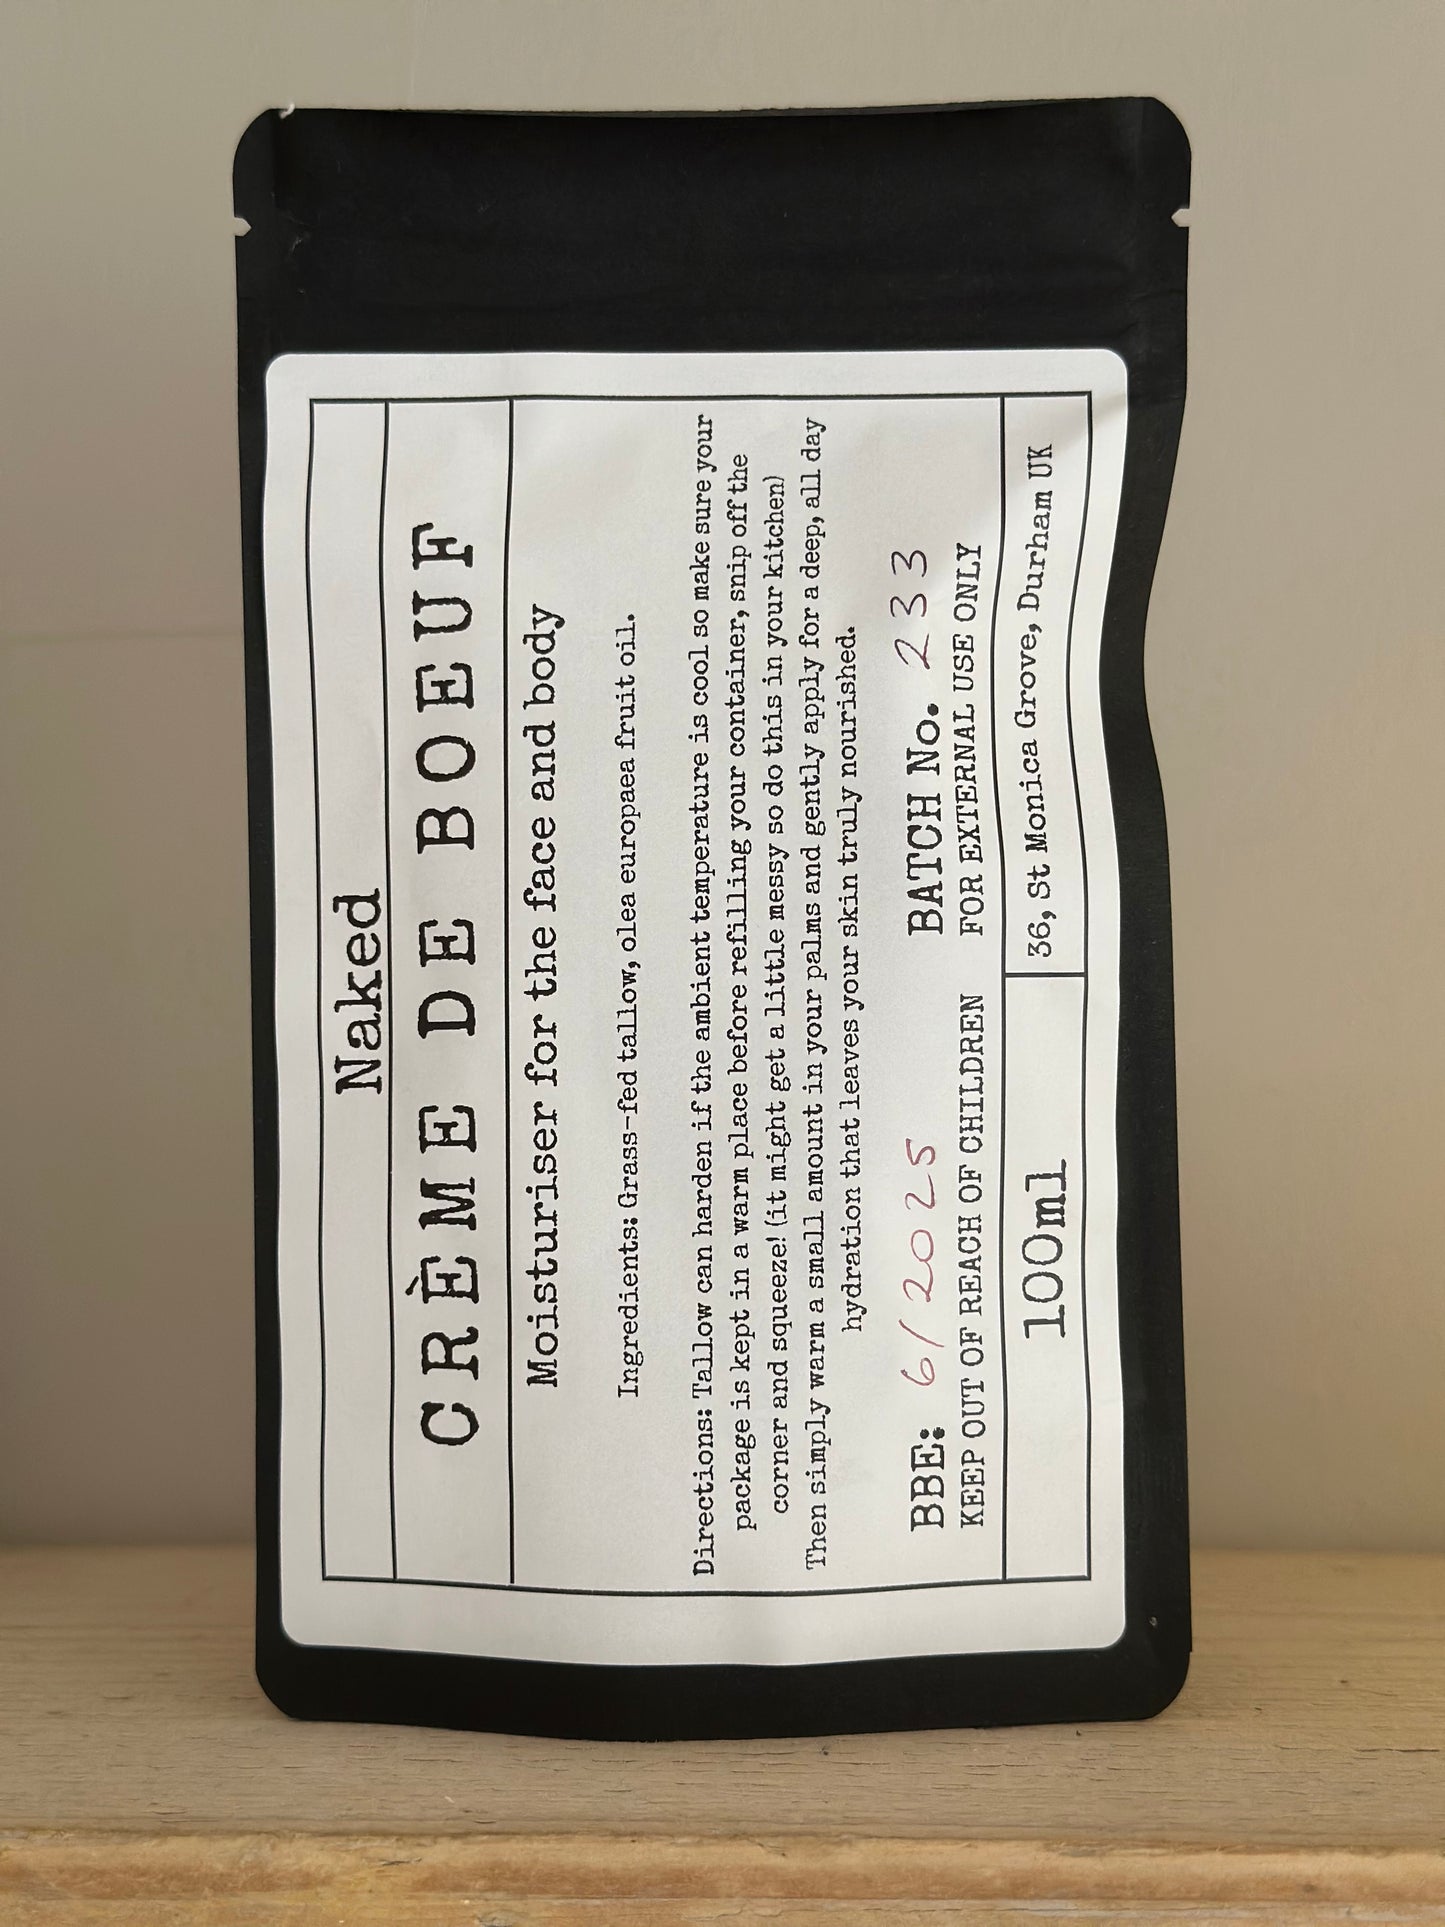 Naked
CRÈME DE BOEUF
Moisturiser for the face and body
Ingredients: Grass-fed tallow, olea europaea fruit oil.
Directions: Tallow can harden if the ambient temperature is cool so make sure your
package is kept in a warm place before refilling your container, snip off the
corner and squeeze! (it might get a little messy so do this in your kitchen)
Then simply warm a small amount in your palms and gently apply for a deep, all day
hydration that leaves your skin truly nourished.
BBE: 6/2025 BATCH No. 233
KEEP OUT OF REACH OF CHILDREN FOR EXTERNAL USE ONLY
100ml 36, St Monica Grove, Durham UK